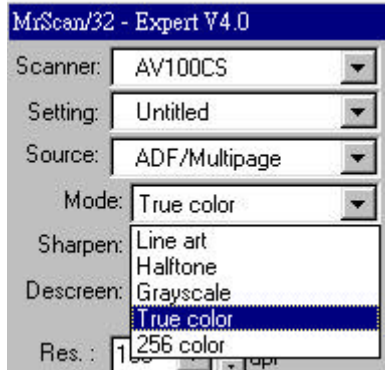 MrScan/32 - Expert V4.0
Scanner: AV100CS
Setting: Untitled
Source: ADF/Multipage
Mode: True color
Sharpen: Line art
Halftone
Descreen: Grayscale
True color
256 color
Res. : dpi